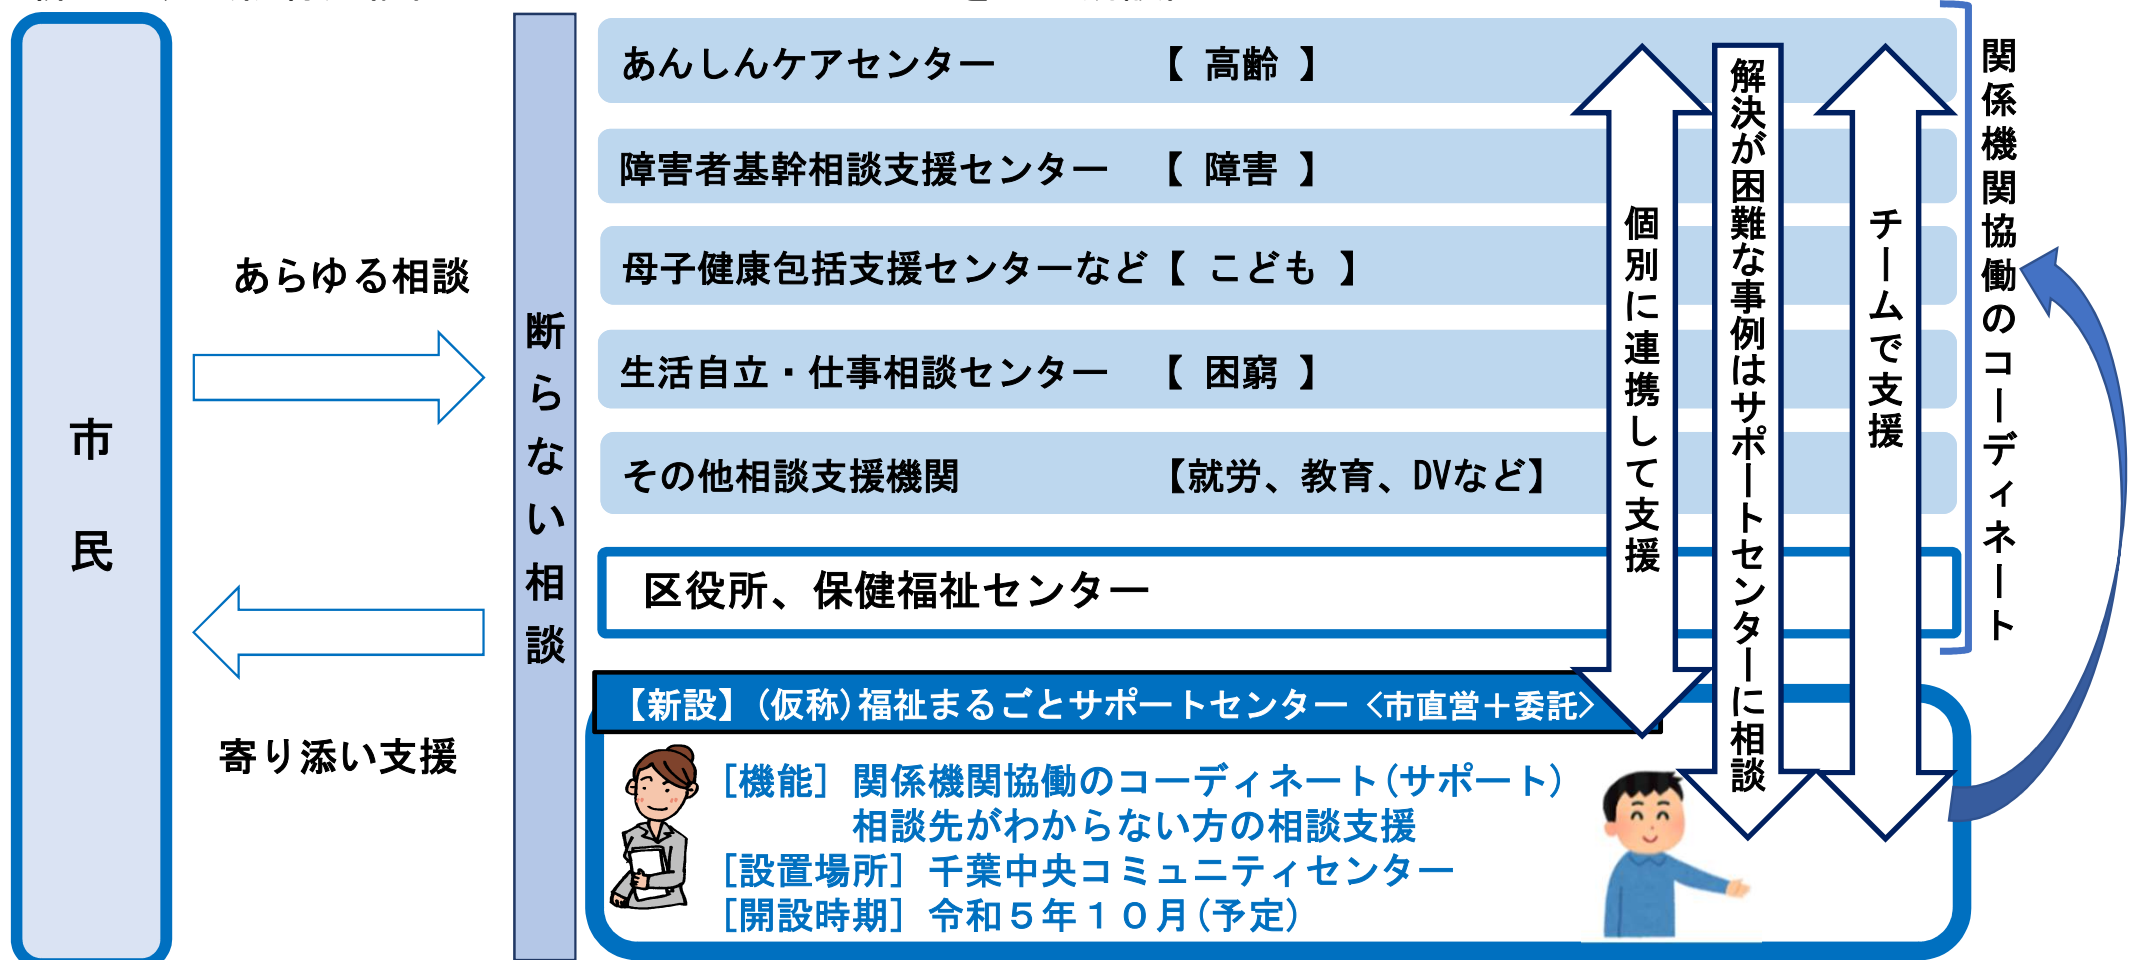 市民
あらゆる相談
寄り添い支援
断らない相談
あんしんケアセンター 【 高齢 】
障害者基幹相談支援センター 【 障害 】
母子健康包括支援センターなど【 こども 】
生活自立・仕事相談センター 【 困窮 】
その他相談支援機関 【就労、教育、DVなど】
区役所、保健福祉センター
個別に連携して支援
解決が困難な事例はサポートセンターに相談
チームで支援
関係機関協働のコーディネート
【新設】(仮称)福祉まるごとサポートセンター <市直営＋委託>
[機能] 関係機関協働のコーディネート(サポート)
相談先がわからない方の相談支援
[設置場所] 千葉中央コミュニティセンター
[開設時期] 令和５年１０月(予定)